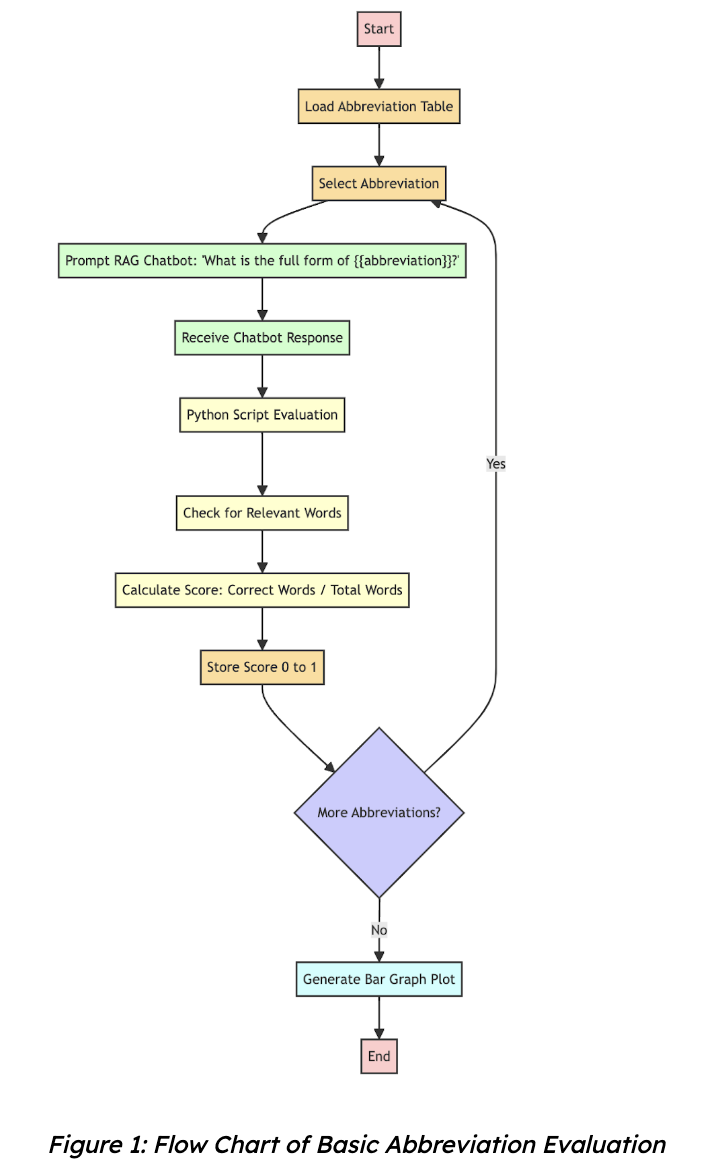 Start
Load Abbreviation Table
Select Abbreviation
Prompt RAG Chatbot: 'What is the full form of {{abbreviation}}?'
Receive Chatbot Response
Python Script Evaluation
Yes
Check for Relevant Words
Calculate Score: Correct Words / Total Words
Store Score 0 to 1
More Abbreviations?
No
Generate Bar Graph Plot
End
Figure 1: Flow Chart of Basic Abbreviation Evaluation